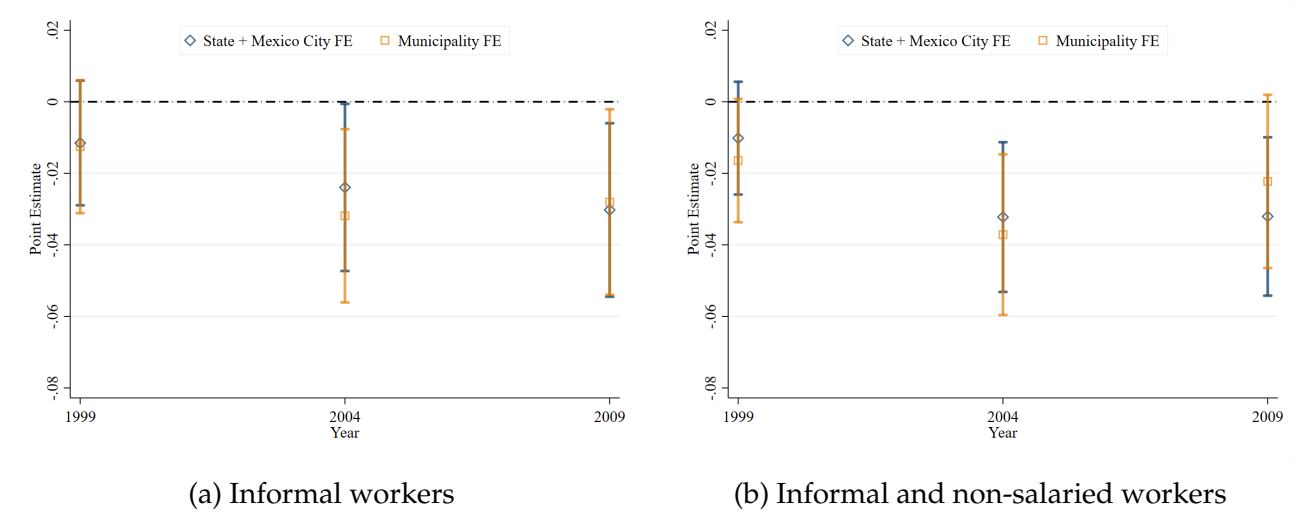 State + Mexico City FE
Municipality FE
Point Estimate
.02
0
-.02
-.04
-.06
-.08
1999
2004
2009
Year
(a) Informal workers
State + Mexico City FE
Municipality FE
Point Estimate
.02
0
-.02
-.04
-.06
-.08
1999
2004
2009
Year
(b) Informal and non-salaried workers